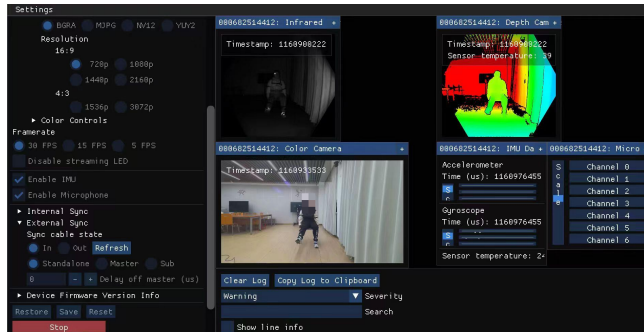 Settings
BGRA MJPG NV12 YUY2
Resolution
16:9
720p 1080p
1440p 2160p
4:3
1536p 3072p
Color Controls
Framerate
30 FPS 15 FPS 5 FPS
Disable streaming LED
Enable IMU
Enable Microphone
Internal Sync
External Sync
Sync cable state
In Out Refresh
Standalone Master Sub
0 - + Delay off master (us)
Device Firmware Version Info
Restore Save Reset
Stop
000682514412: Infrared +
Timestamp: 1160908222
000682514412: Depth Cam +
Timestamp: 1160908222
Sensor temperature: 39
000682514412: Color Camera +
Timestamp: 1160933533
000682514412: IMU Da +
Accelerometer
Time (us): 1160976455
S
Gyroscope
Time (us): 1160976455
S
Sensor temperature: 2
000682514412: Micro
Scale
Channel 0
Channel 1
Channel 2
Channel 3
Channel 4
Channel 5
Channel 6
Clear Log Copy Log to Clipboard
Warning Severity
Search
Show line info